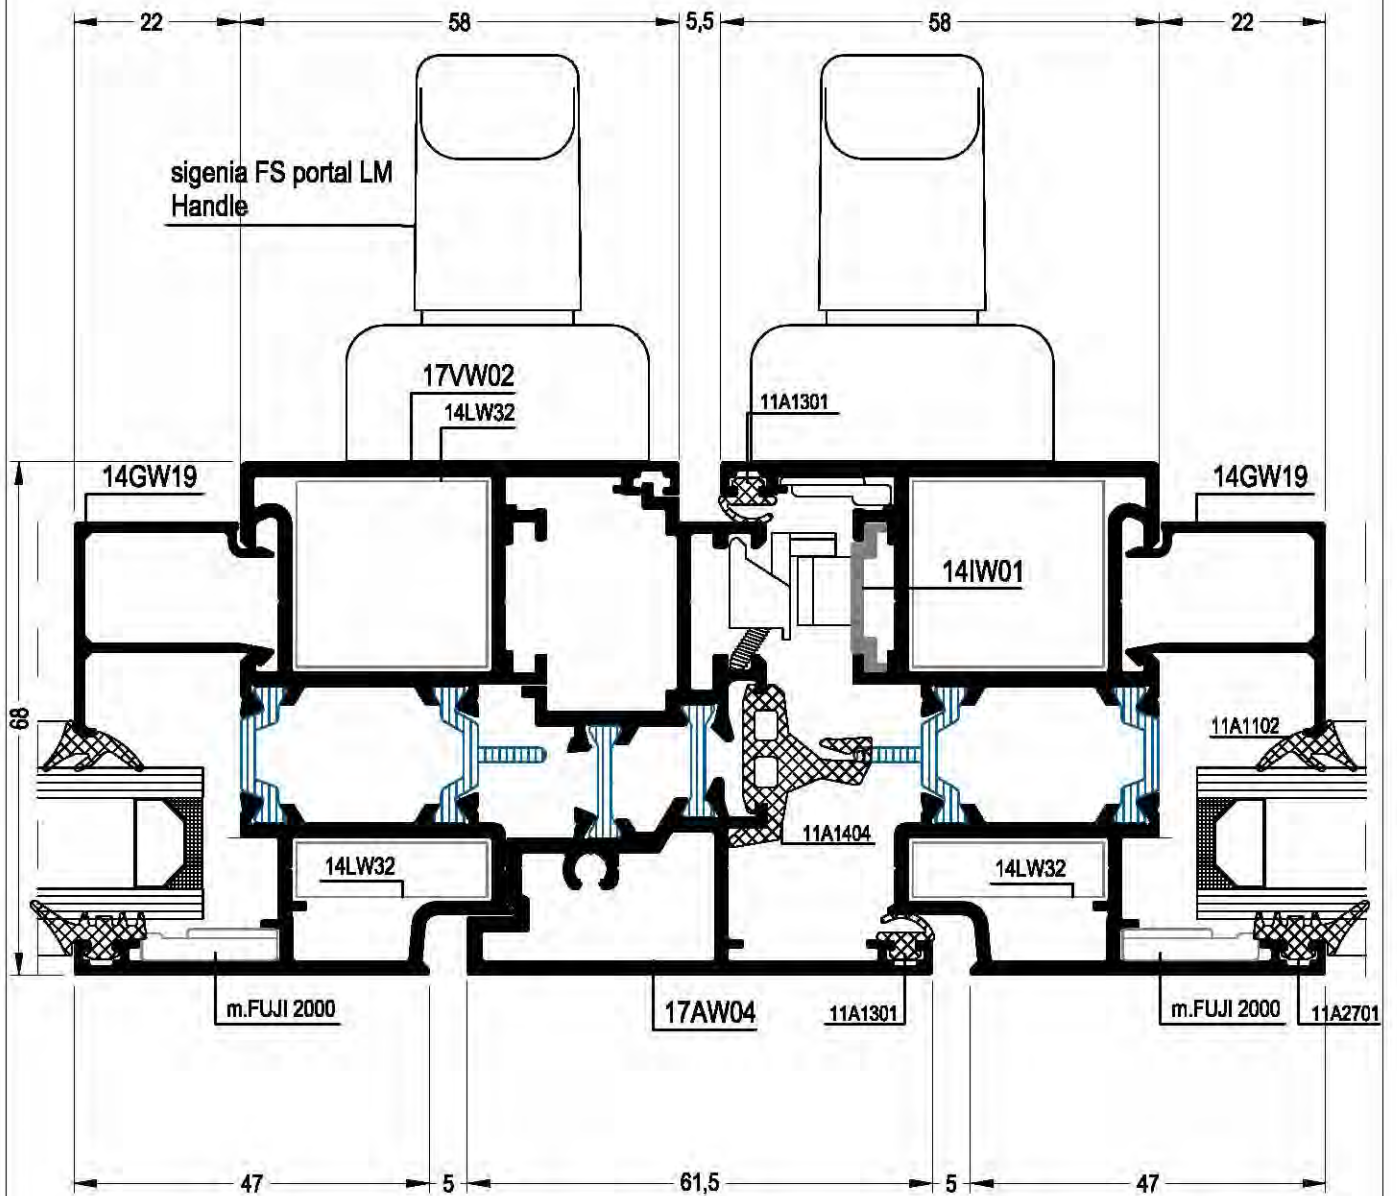 22
58
5,5
58
22
sigenia FS portal LM
Handle
17VW02
14LW32
11A1301
14GW19
14GW19
14IW01
68
11A1102
11A1404
14LW32
14LW32
m.FUJI 2000
17AW04
11A1301
m.FUJI 2000
11A2701
47
5
61,5
5
47